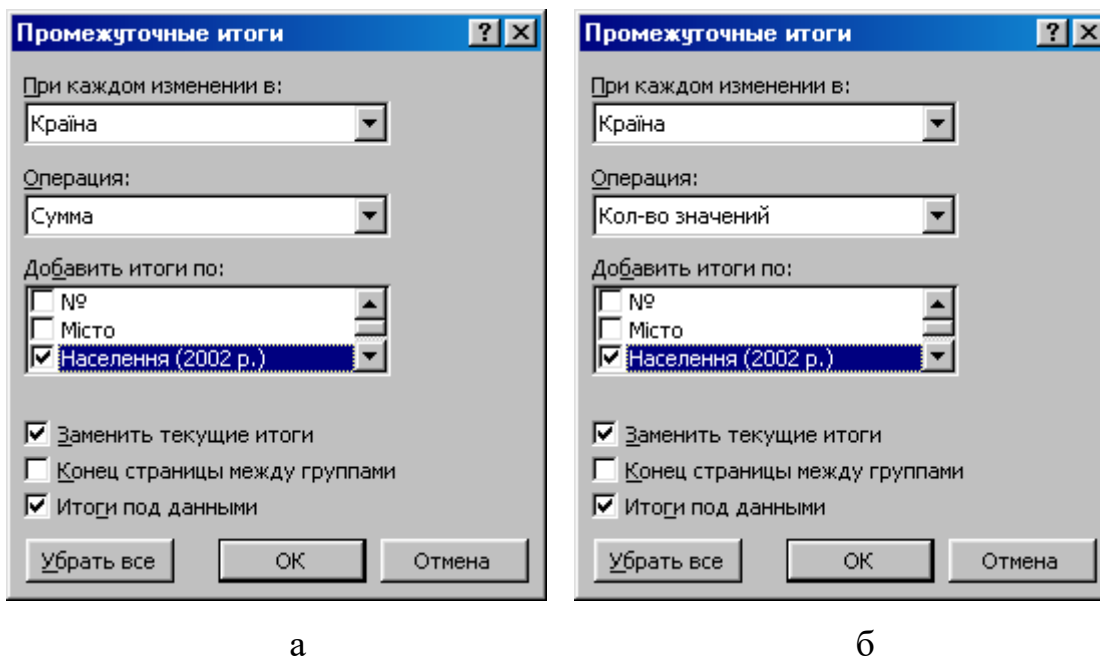 Промежуточные итоги
При каждом изменении в:
Країна
Операция:
Сумма
Добавить итоги по:
№
Місто
Населення (2002 р.)
Заменить текущие итоги
Конец страницы между группами
Итоги под данными
Убрать все
ОК
Отмена
а
Промежуточные итоги
При каждом изменении в:
Країна
Операция:
Кол-во значений
Добавить итоги по:
№
Місто
Населення (2002 р.)
Заменить текущие итоги
Конец страницы между группами
Итоги под данными
Убрать все
ОК
Отмена
б